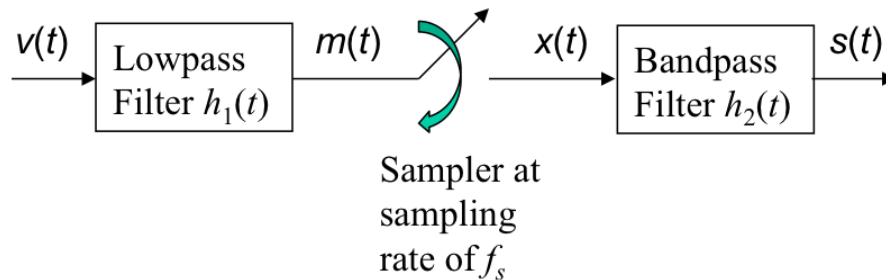 v(t)
Lowpass
Filter h₁(t)
m(t)
x(t)
Bandpass
Filter h₂(t)
s(t)
Sampler at
sampling
rate of fₛ